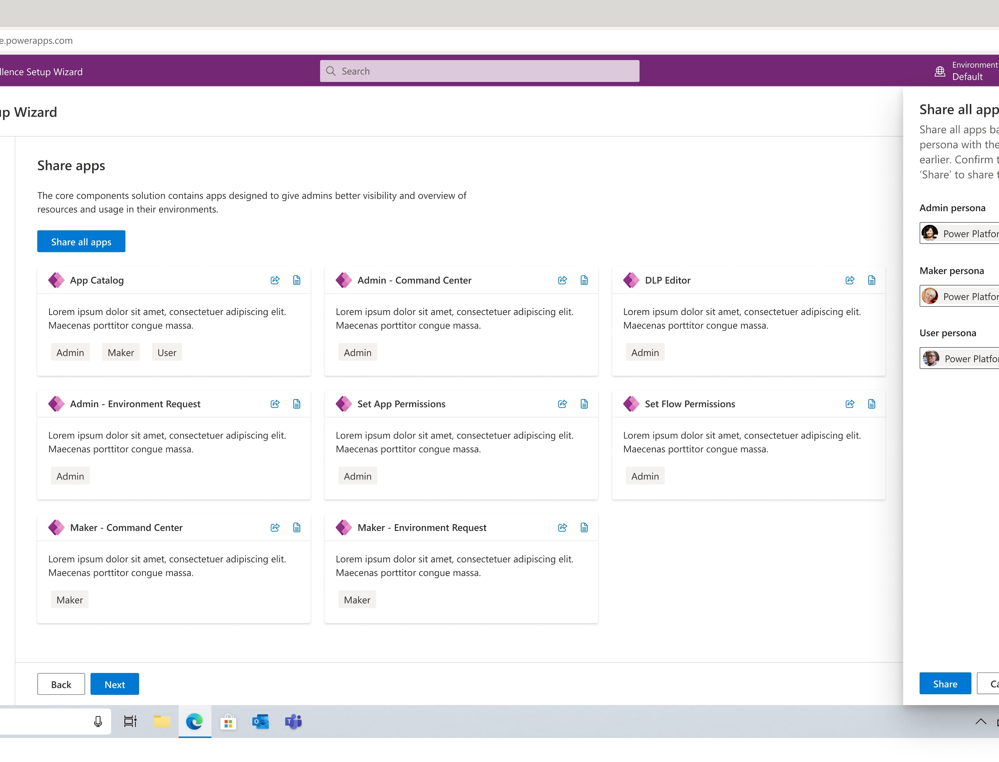 e.powerapps.com
llence Setup Wizard
Search
Environment
Default
up Wizard
Share apps
The core components solution contains apps designed to give admins better visibility and overview of
resources and usage in their environments.
Share all apps
App Catalog
Lorem ipsum dolor sit amet, consectetuer adipiscing elit.
Maecenas porttitor congue massa.
Admin Maker User
Admin - Command Center
Lorem ipsum dolor sit amet, consectetuer adipiscing elit.
Maecenas porttitor congue massa.
Admin
DLP Editor
Lorem ipsum dolor sit amet, consectetuer adipiscing elit.
Maecenas porttitor congue massa.
Admin
Admin - Environment Request
Lorem ipsum dolor sit amet, consectetuer adipiscing elit.
Maecenas porttitor congue massa.
Admin
Set App Permissions
Lorem ipsum dolor sit amet, consectetuer adipiscing elit.
Maecenas porttitor congue massa.
Admin
Set Flow Permissions
Lorem ipsum dolor sit amet, consectetuer adipiscing elit.
Maecenas porttitor congue massa.
Admin
Maker - Command Center
Lorem ipsum dolor sit amet, consectetuer adipiscing elit.
Maecenas porttitor congue massa.
Maker
Maker - Environment Request
Lorem ipsum dolor sit amet, consectetuer adipiscing elit.
Maecenas porttitor congue massa.
Maker
Back
Next
Share all app
Share all apps ba
persona with the
earlier. Confirm t
‘Share’ to share t
Admin persona
Power Platfor
Maker persona
Power Platfor
User persona
Power Platfor
Share
Ca